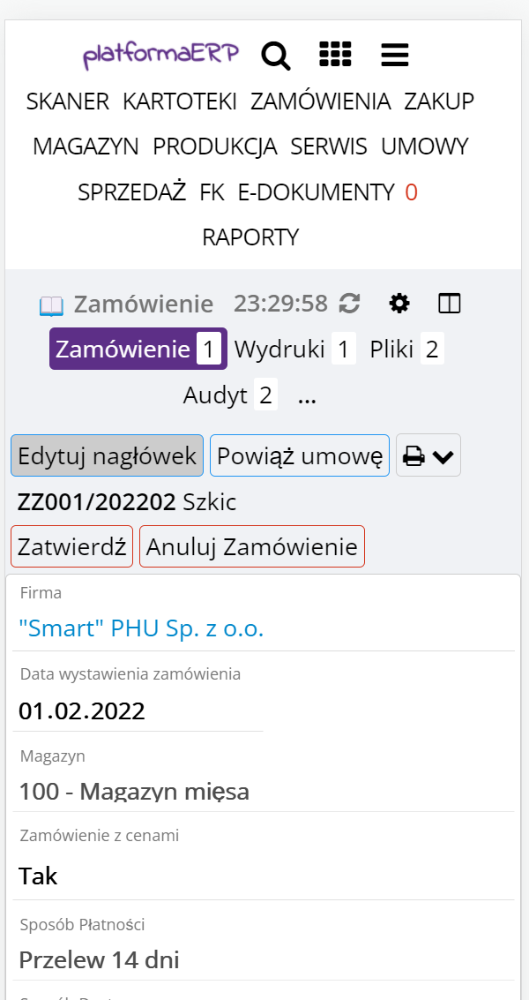 platformaERP
SKANER KARTOTEKI ZAMÓWIENIA ZAKUP
MAGAZYN PRODUKCJA SERWIS UMOWY
SPRZEDAŻ FK E-DOKUMENTY 0
RAPORTY
Zamówienie 23:29:58
Zamówienie 1 Wydruki 1 Pliki 2
Audyt 2 ...
Edytuj nagłówek Powiąż umowę
ZZ001/202202 Szkic
Zatwierdź Anuluj Zamówienie
Firma
"Smart" PHU Sp. z o.o.
Data wystawienia zamówienia
01.02.2022
Magazyn
100 - Magazyn mięsa
Zamówienie z cenami
Tak
Sposób Płatności
Przelew 14 dni